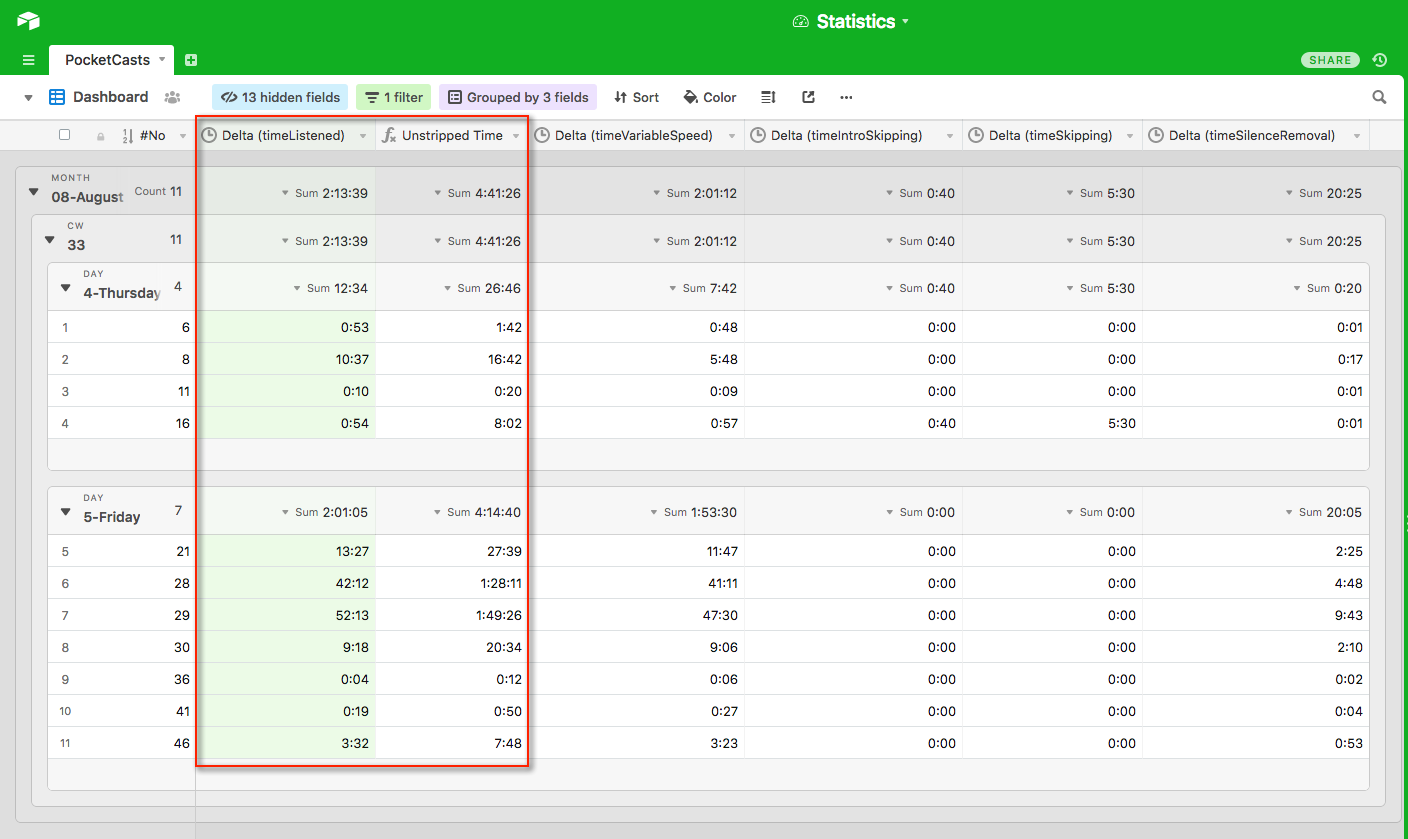 Statistics
PocketCasts
SHARE
Dashboard 13 hidden fields 1 filter Grouped by 3 fields Sort Color
#No Delta (timeListened) Unstripped Time Delta (timeVariableSpeed) Delta (timeIntroSkipping) Delta (timeSkipping) Delta (timeSilenceRemoval)
MONTH
08-August Count 11 Sum 2:13:39 Sum 4:41:26 Sum 2:01:12 Sum 0:40 Sum 5:30 Sum 20:25
CW
33 11 Sum 2:13:39 Sum 4:41:26 Sum 2:01:12 Sum 0:40 Sum 5:30 Sum 20:25
DAY
4-Thursday 4 Sum 12:34 Sum 26:46 Sum 7:42 Sum 0:40 Sum 5:30 Sum 0:20
1 6 0:53 1:42 0:48 0:00 0:00 0:01
2 8 10:37 16:42 5:48 0:00 0:00 0:17
3 11 0:10 0:20 0:09 0:00 0:00 0:01
4 16 0:54 8:02 0:57 0:40 5:30 0:01
DAY
5-Friday 7 Sum 2:01:05 Sum 4:14:40 Sum 1:53:30 Sum 0:00 Sum 0:00 Sum 20:05
5 21 13:27 27:39 11:47 0:00 0:00 2:25
6 28 42:12 1:28:11 41:11 0:00 0:00 4:48
7 29 52:13 1:49:26 47:30 0:00 0:00 9:43
8 30 9:18 20:34 9:06 0:00 0:00 2:10
9 36 0:04 0:12 0:06 0:00 0:00 0:02
10 41 0:19 0:50 0:27 0:00 0:00 0:04
11 46 3:32 7:48 3:23 0:00 0:00 0:53